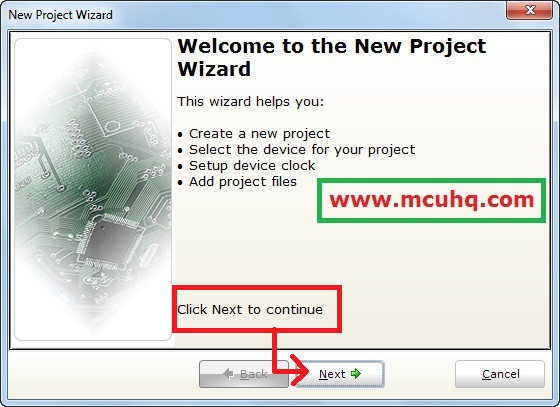 New Project Wizard
Welcome to the New Project
Wizard
This wizard helps you:
• Create a new project
• Select the device for your project
• Setup device clock
• Add project files
www.mcuhq.com
Click Next to continue
Back
Next
Cancel